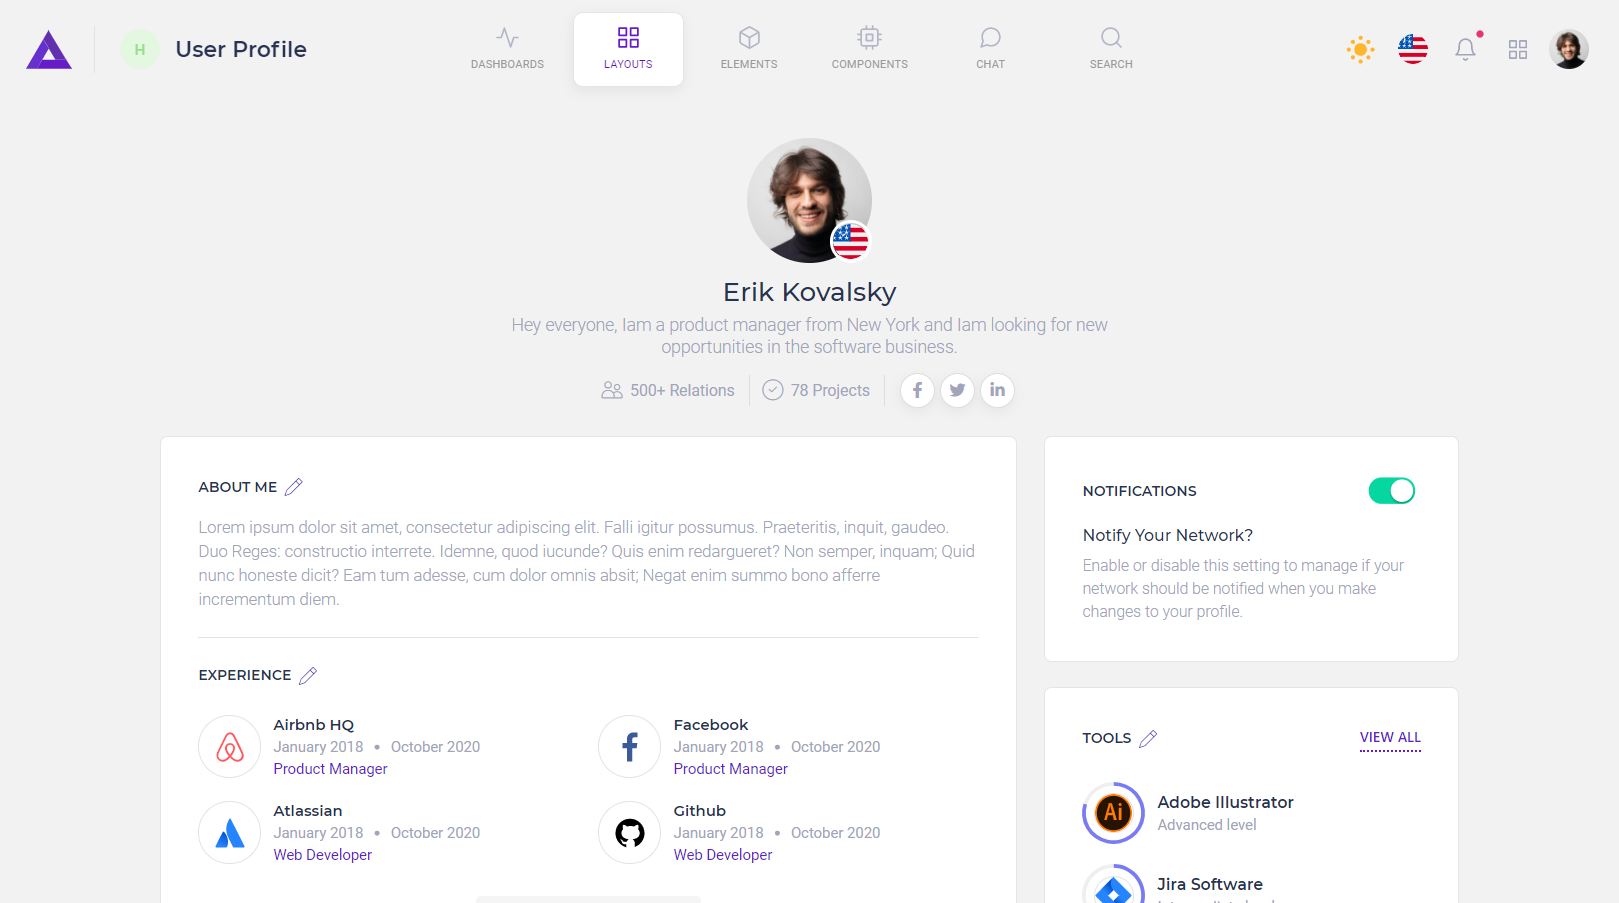 H
User Profile
DASHBOARDS
LAYOUTS
ELEMENTS
COMPONENTS
CHAT
SEARCH
Erik Kovalsky
Hey everyone, Iam a product manager from New York and Iam looking for new
opportunities in the software business.
500+ Relations
78 Projects
ABOUT ME
Lorem ipsum dolor sit amet, consectetur adipiscing elit. Falli igitur possumus. Praeteritis, inquit, gaudeo.
Duo Reges: constructio interrete. Idemne, quod iucunde? Quis enim redargueret? Non semper, inquam; Quid
nunc honeste dicit? Eam tum adesse, cum dolor omnis absit; Negat enim summo bono afferre
incrementum diem.
EXPERIENCE
Airbnb HQ
January 2018 • October 2020
Product Manager
Facebook
January 2018 • October 2020
Product Manager
Atlassian
January 2018 • October 2020
Web Developer
Github
January 2018 • October 2020
Web Developer
NOTIFICATIONS
Notify Your Network?
Enable or disable this setting to manage if your
network should be notified when you make
changes to your profile.
TOOLS
VIEW ALL
Ai
Adobe Illustrator
Advanced level
Jira Software